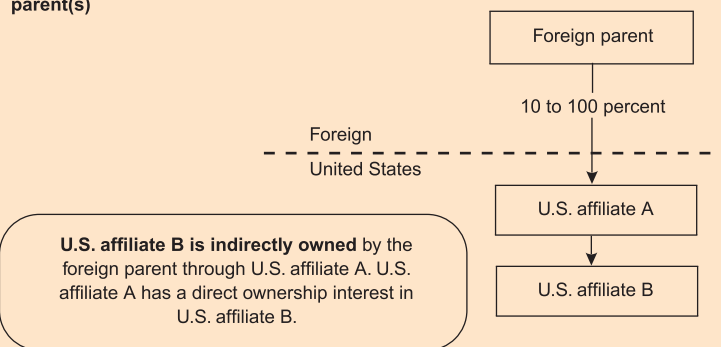 parent(s)
Foreign parent
10 to 100 percent
Foreign
United States
U.S. affiliate A
U.S. affiliate B is indirectly owned by the
foreign parent through U.S. affiliate A. U.S.
affiliate A has a direct ownership interest in
U.S. affiliate B.
U.S. affiliate B